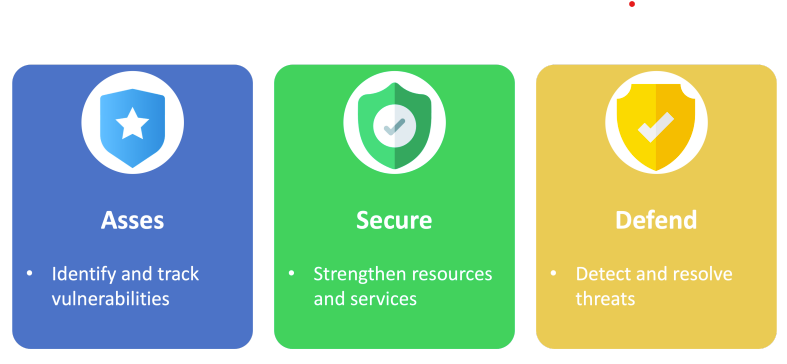 Asses
• Identify and track
vulnerabilities
Secure
• Strengthen resources
and services
Defend
• Detect and resolve
threats